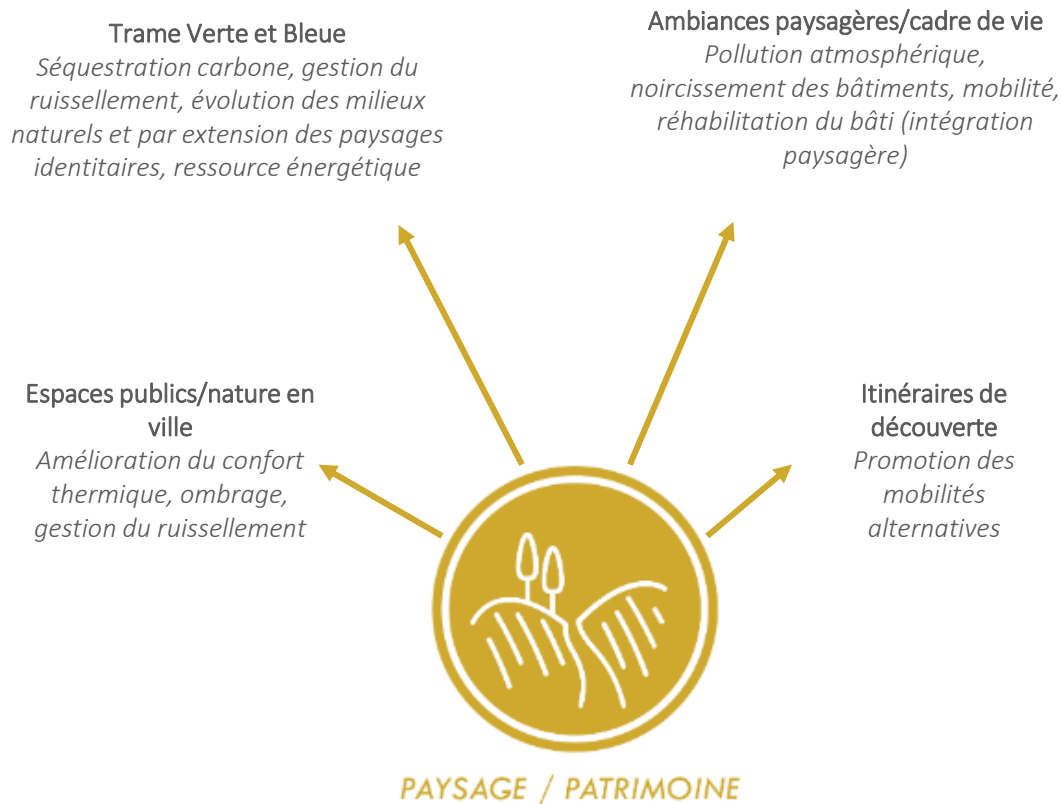 Trame Verte et Bleue
Séquestration carbone, gestion du
ruissellement, évolution des milieux
naturels et par extension des paysages
identitaires, ressource énergétique
Ambiances paysagères/cadre de vie
Pollution atmosphérique,
noircissement des bâtiments, mobilité,
réhabilitation du bâti (intégration
paysagère)
Espaces publics/nature en
ville
Amélioration du confort
thermique, ombrage,
gestion du ruissellement
Itinéraires de
découverte
Promotion des
mobilités
alternatives
PAYSAGE / PATRIMOINE